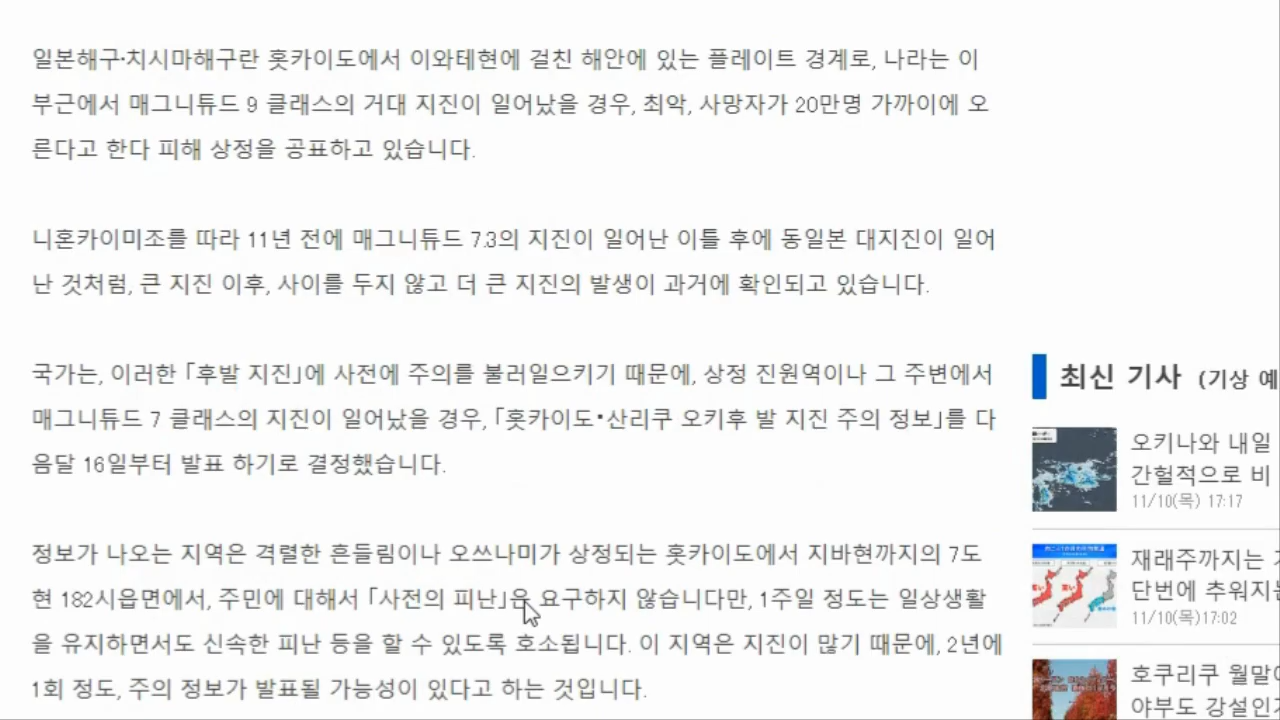 일본해구·치시마해구란 홋카이도에서 이와테현에 걸친 해안에 있는 플레이트 경계로, 나라는 이
부근에서 매그니튜드 9 클래스의 거대 지진이 일어났을 경우, 최악, 사망자가 20만명 가까이에 오
른다고 한다 피해 상정을 공표하고 있습니다.
니혼카이미조를 따라 11년 전에 매그니튜드 7.3의 지진이 일어난 이틀 후에 동일본 대지진이 일어
난 것처럼, 큰 지진 이후, 사이를 두지 않고 더 큰 지진의 발생이 과거에 확인되고 있습니다.
국가는, 이러한 「후발 지진」에 사전에 주의를 불러일으키기 때문에, 상정 진원역이나 그 주변에서
매그니튜드 7 클래스의 지진이 일어났을 경우, 「홋카이도·산리쿠 오키후 발 지진 주의 정보」를 다
음달 16일부터 발표 하기로 결정했습니다.
정보가 나오는 지역은 격렬한 흔들림이나 오쓰나미가 상정되는 홋카이도에서 지바현까지의 7도
현 182시읍면에서, 주민에 대해서 「사전의 피난」은 요구하지 않습니다만, 1주일 정도는 일상생활
을 유지하면서도 신속한 피난 등을 할 수 있도록 호소됩니다. 이 지역은 지진이 많기 때문에, 2년에
1회 정도, 주의 정보가 발표될 가능성이 있다고 하는 것입니다.
최신 기사 (기상 예
오키나와 내일
간헐적으로 비
11/10(목) 17:17
재래주까지는
단번에 추워지는
11/10(목)17:02
호쿠리쿠 월말
야부도 강설인